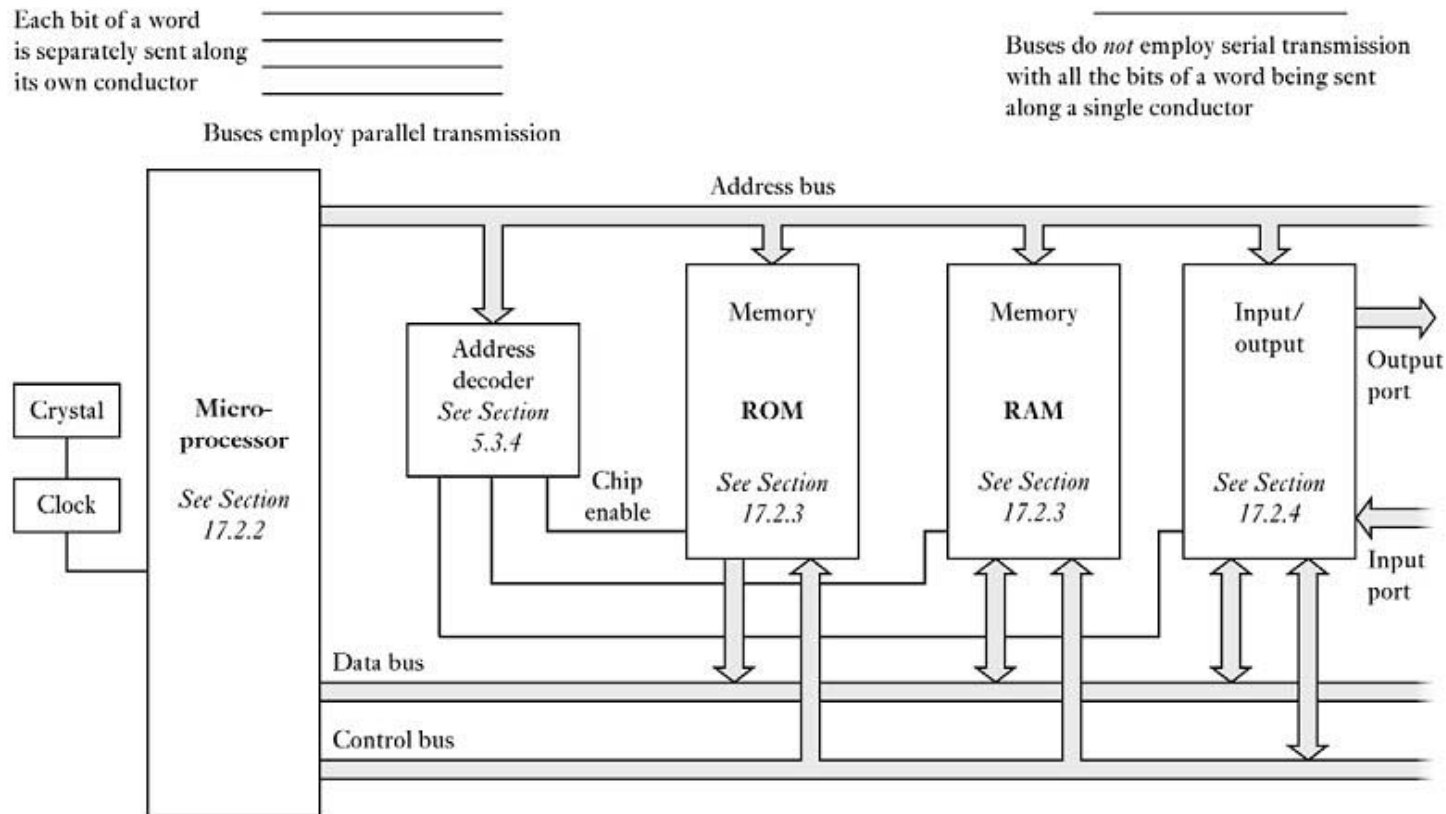 Each bit of a word
is separately sent along
its own conductor
Buses do not employ serial transmission
with all the bits of a word being sent
along a single conductor
Buses employ parallel transmission
Address bus
Crystal
Clock
Micro-
processor
See Section
17.2.2
Address
decoder
See Section
5.3.4
Chip
enable
Memory
ROM
See Section
17.2.3
Memory
RAM
See Section
17.2.3
Input/
output
See Section
17.2.4
Output
port
Input
port
Data bus
Control bus